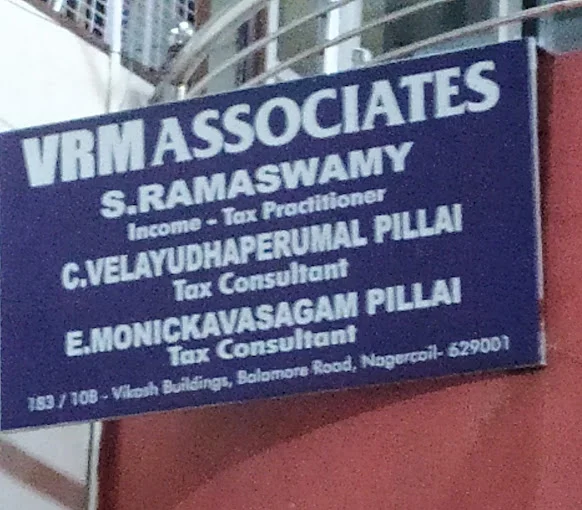 VRM ASSOCIATES
S.RAMASWAMY
Income - Tax Practitioner
C.VELAYUDHAPERUMAL PILLAI
Tax Consultant
E.MONICKAVASAGAM PILLAI
Tax Consultant
183 / 10B - Vikash Buildings, Balamore Road, Nagercoil- 629001